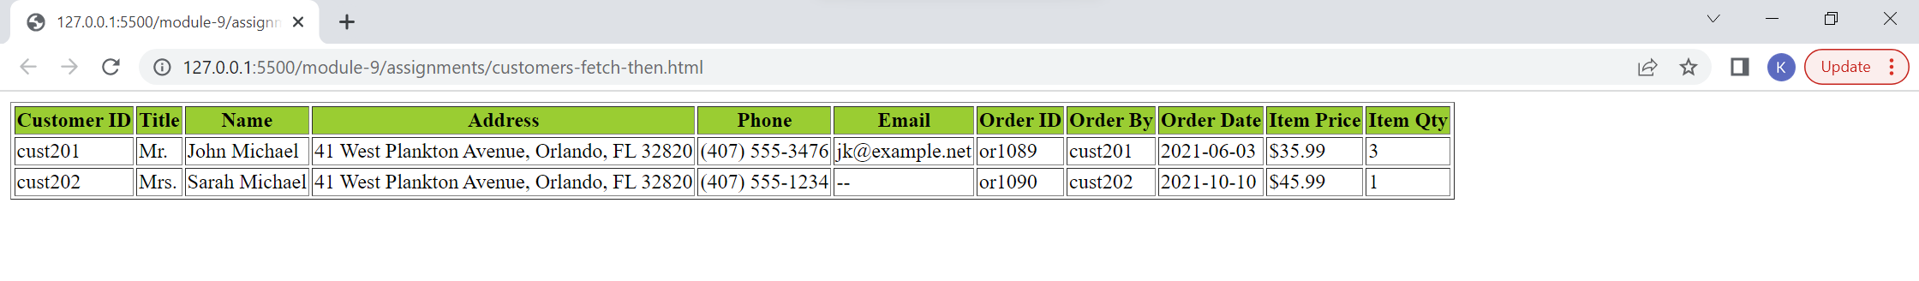 127.0.0.1:5500/module-9/assignm
127.0.0.1:5500/module-9/assignments/customers-fetch-then.html K Update
Customer ID Title Name Address Phone Email Order ID Order By Order Date Item Price Item Qty
cust201 Mr. John Michael 41 West Plankton Avenue, Orlando, FL 32820 (407) 555-3476 jk@example.net or1089 cust201 2021-06-03 $35.99 3
cust202 Mrs. Sarah Michael 41 West Plankton Avenue, Orlando, FL 32820 (407) 555-1234 -- or1090 cust202 2021-10-10 $45.99 1